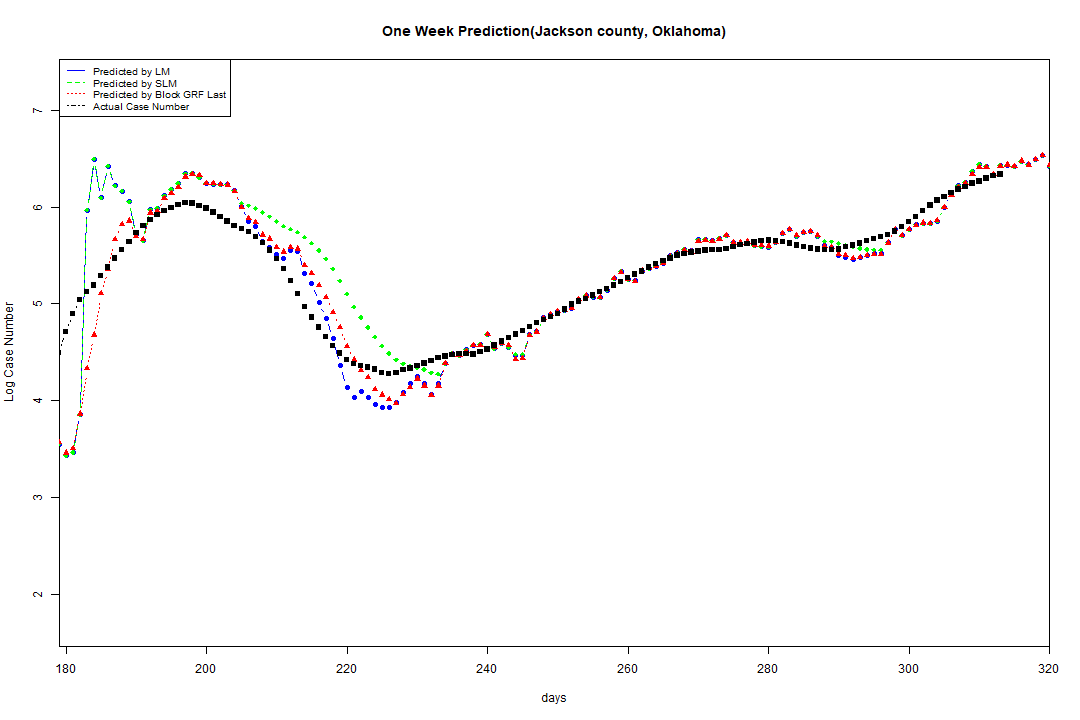 One Week Prediction(Jackson county, Oklahoma)
Predicted by LM
Predicted by SLM
Predicted by Block GRF Last
Actual Case Number
7
6
5
4
3
2
Log Case Number
180 200 220 240 260 280 300 320
days